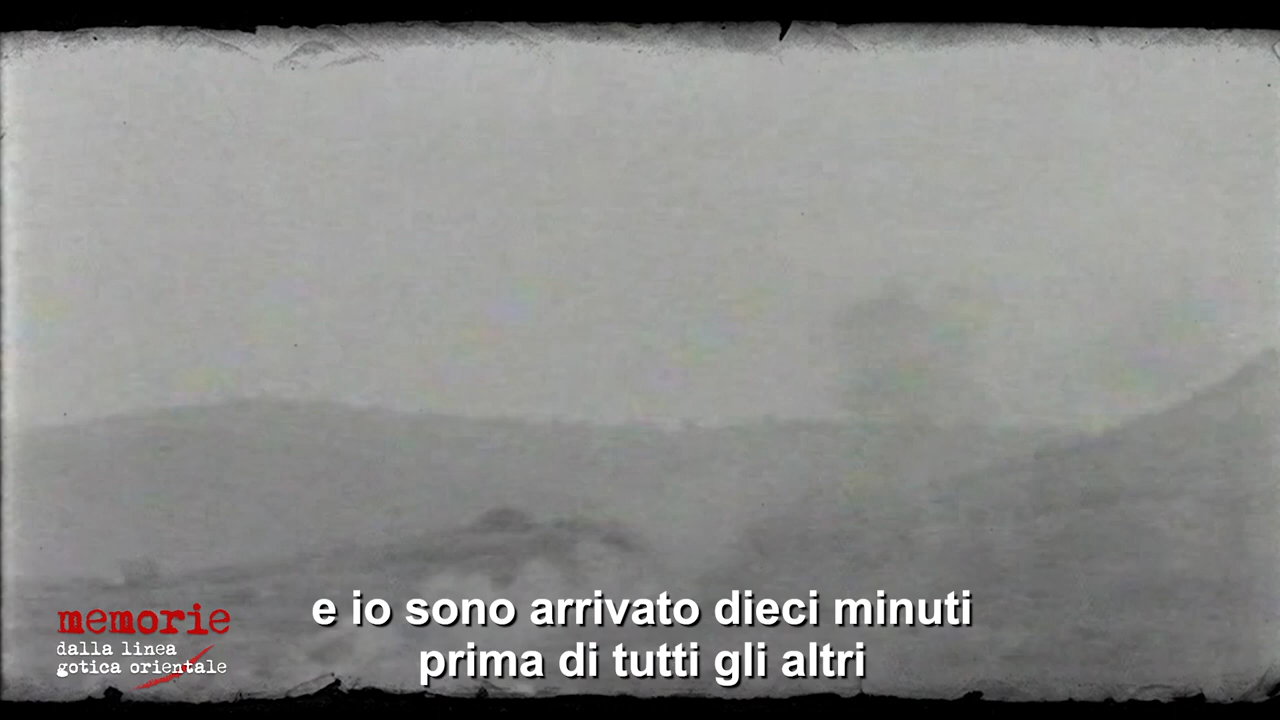 e io sono arrivato dieci minuti
prima di tutti gli altri
memorie
dalla linea
gotica orientale